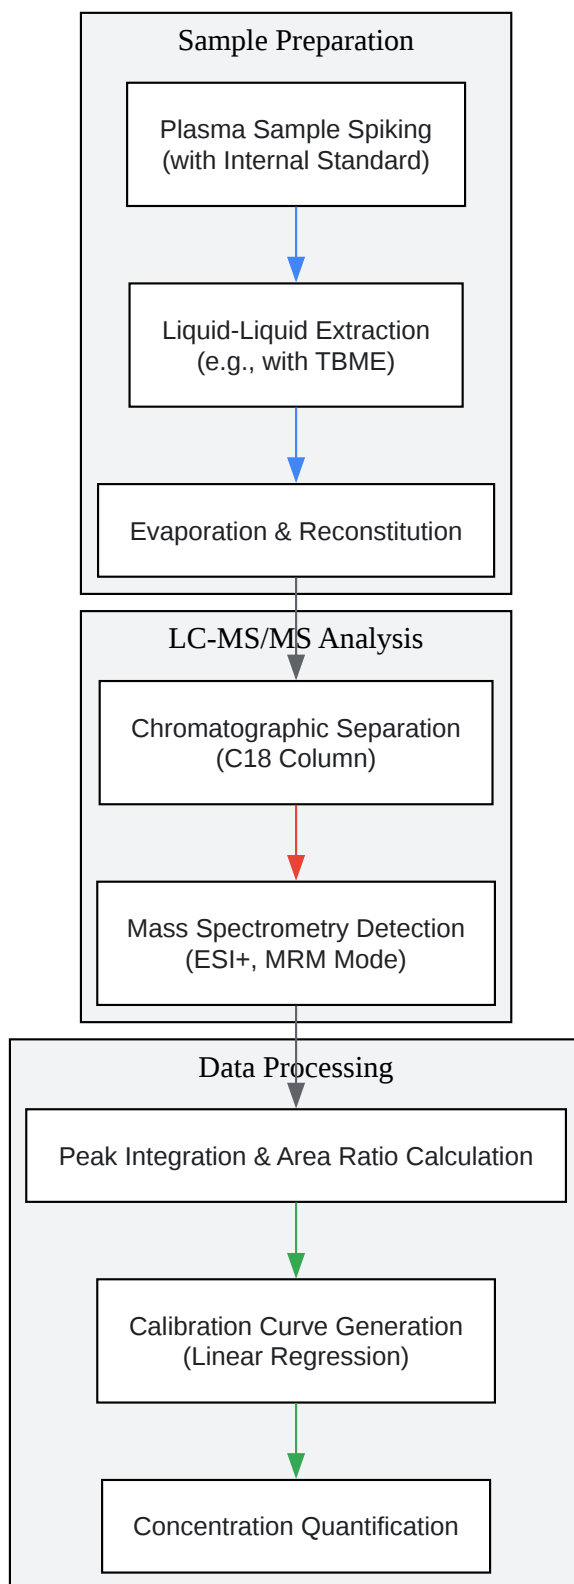 Sample Preparation
Plasma Sample Spiking
(with Internal Standard)
Liquid-Liquid Extraction
(e.g., with TBME)
Evaporation & Reconstitution
LC-MS/MS Analysis
Chromatographic Separation
(C18 Column)
Mass Spectrometry Detection
(ESI+, MRM Mode)
Data Processing
Peak Integration & Area Ratio Calculation
Calibration Curve Generation
(Linear Regression)
Concentration Quantification